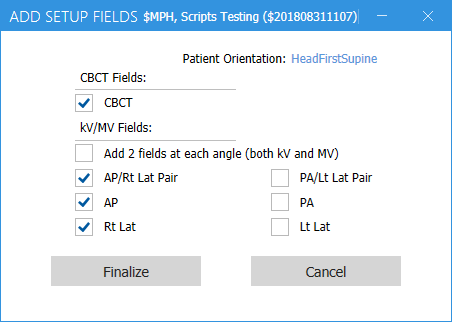 ADD SETUP FIELDS $MPH, Scripts Testing ($201808311107)
Patient Orientation: HeadFirstSupine
CBCT Fields:
CBCT
kV/MV Fields:
Add 2 fields at each angle (both kV and MV)
AP/Rt Lat Pair PA/Lt Lat Pair
AP PA
Rt Lat Lt Lat
Finalize Cancel